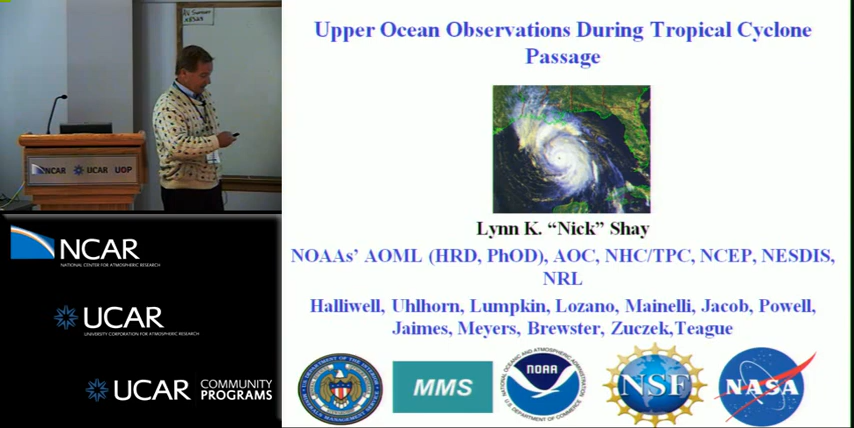 Upper Ocean Observations During Tropical Cyclone
Passage
Lynn K. “Nick” Shay
NOAAs’ AOML (HRD, PhOD), AOC, NHC/TPC, NCEP, NESDIS,
NRL
Halliwell, Uhlhorn, Lumpkin, Lozano, Mainelli, Jacob, Powell,
Jaimes, Meyers, Brewster, Zuczek,Teague
MMS
NOAA
NSF
NASA
NCAR UCAR UOP
NCAR
NATIONAL CENTER FOR ATMOSPHERIC RESEARCH
UCAR
UNIVERSITY CORPORATION FOR ATMOSPHERIC RESEARCH
UCAR COMMUNITY
PROGRAMS